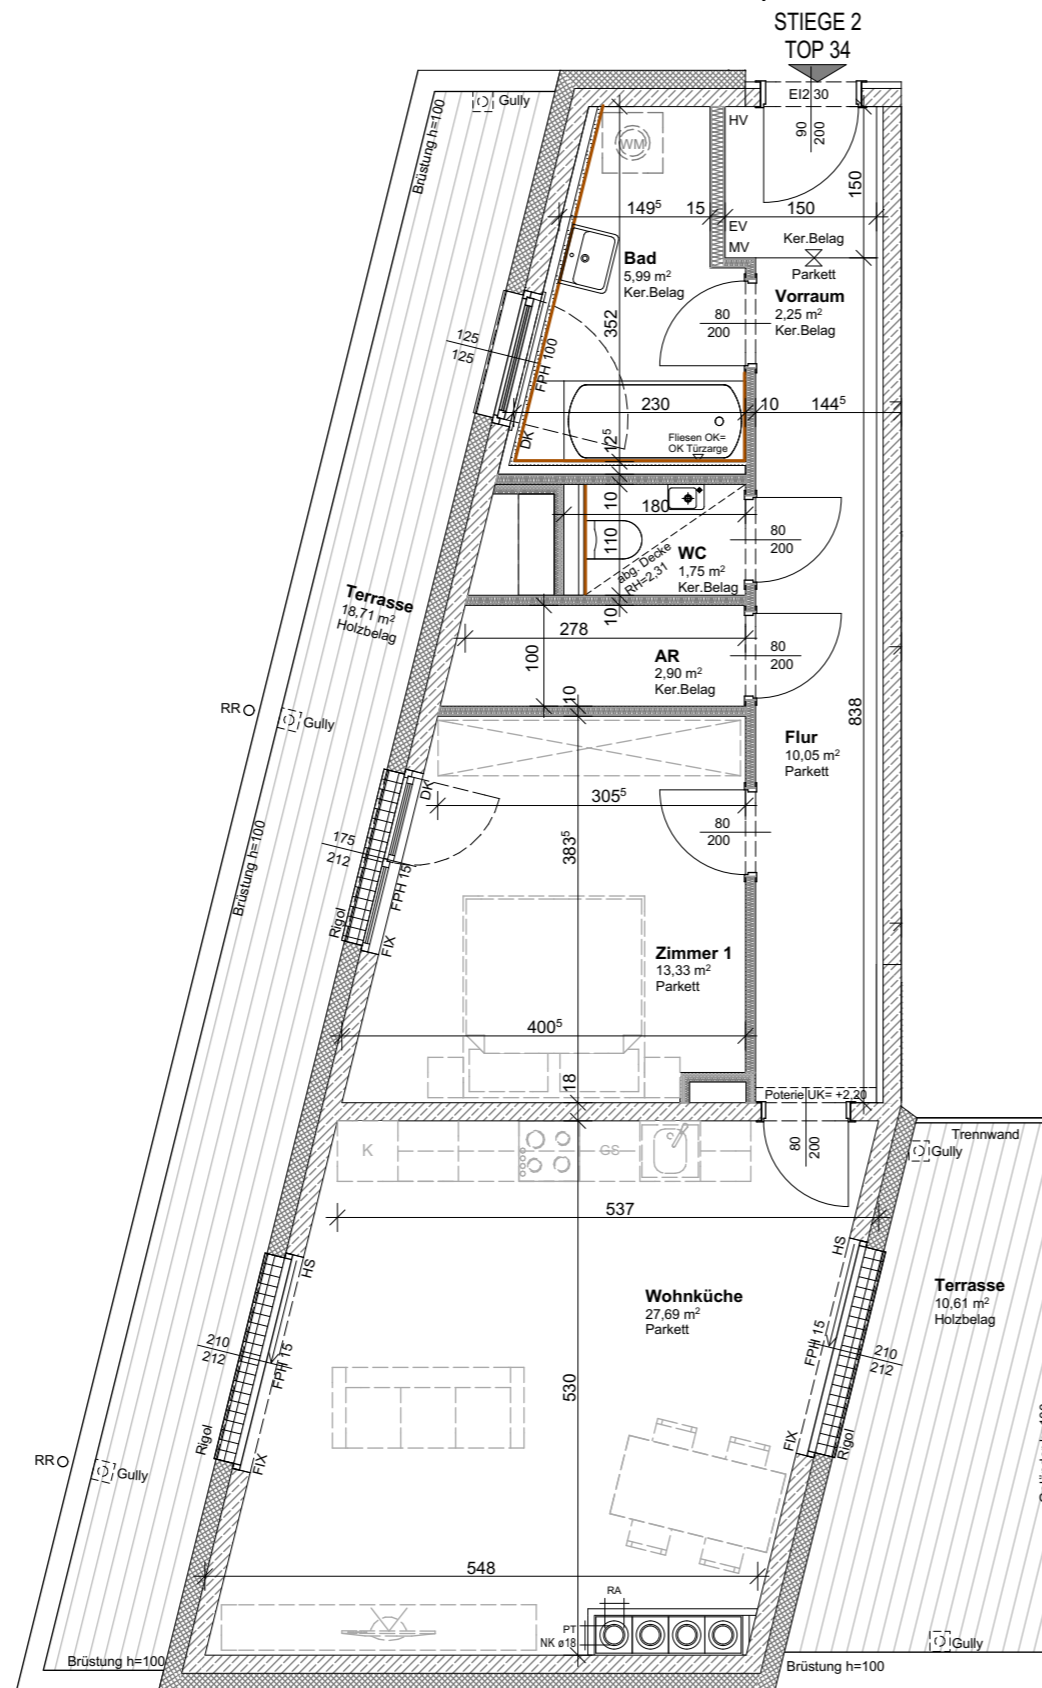 STIEGE 2
TOP 34
EI2 30
90
200
Gully
Brüstung h=100
WM
HV
150
149⁵
15
150
EV
MV
Ker.Belag
Parkett
Bad
5,99 m²
Ker.Belag
Vorraum
2,25 m²
Ker.Belag
352
80
200
125
125
FPH 100
DK
230
10
144⁵
Fliesen OK=
OK Türzarge
12⁵
10
180
110
WC
1,75 m²
Ker.Belag
abg. Decke
RH=2,31
80
200
Terrasse
18,71 m²
Holzbelag
10
278
100
AR
2,90 m²
Ker.Belag
80
200
10
RR
Gully
Flur
10,05 m²
Parkett
838
DK
305⁵
383⁵
80
200
175
212
FPH 15
Rigol
FIX
Brüstung h=100
Zimmer 1
13,33 m²
Parkett
400⁵
18
Poterie UK= +2,20
80
200
Trennwand
Gully
K
GS
537
HS
HS
Wohnküche
27,69 m²
Parkett
Terrasse
10,61 m²
Holzbelag
210
212
FPH 15
FPH 15
210
212
530
Rigol
FIX
FIX
Rigol
RR
Gully
548
RA
PT
NK ø18
Gully
Brüstung h=100
Brüstung h=100